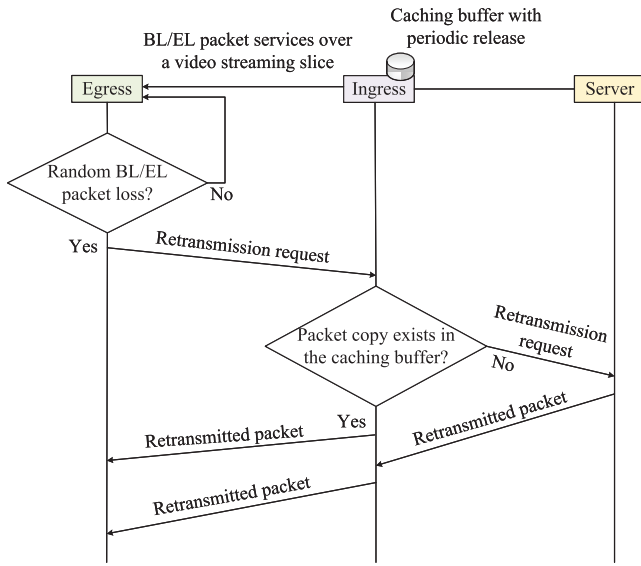 Caching buffer with
periodic release
BL/EL packet services over
a video streaming slice
Egress
Ingress
Server
Random BL/EL
packet loss?
No
Yes
Retransmission request
Packet copy exists in
the caching buffer?
Retransmission
request
No
Yes
Retransmitted packet
Retransmitted packet
Retransmitted packet